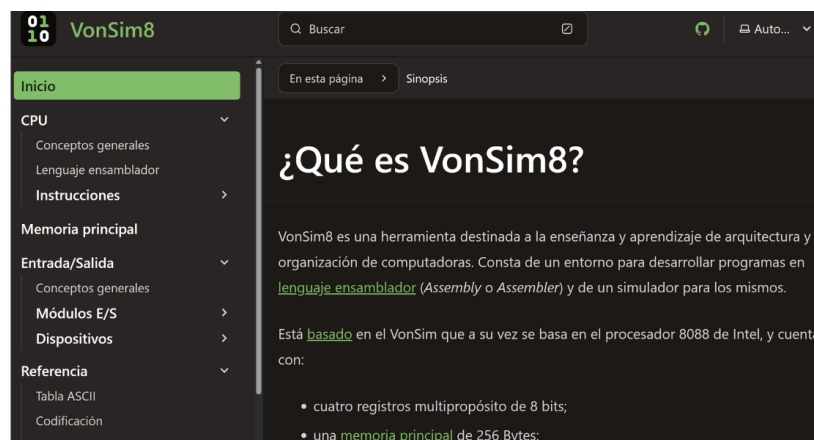 01
10
VonSim8
Buscar
Auto...
Inicio
CPU
Conceptos generales
Lenguaje ensamblador
Instrucciones
Memoria principal
Entrada/Salida
Conceptos generales
Módulos E/S
Dispositivos
Referencia
Tabla ASCII
Codificación
En esta página
Sinopsis
¿Qué es VonSim8?
VonSim8 es una herramienta destinada a la enseñanza y aprendizaje de arquitectura y
organización de computadoras. Consta de un entorno para desarrollar programas en
lenguaje ensamblador (Assembly o Assembler) y de un simulador para los mismos.
Está basado en el VonSim que a su vez se basa en el procesador 8088 de Intel, y cuenta
con:
• cuatro registros multipropósito de 8 bits;
• una memoria principal de 256 Bytes;